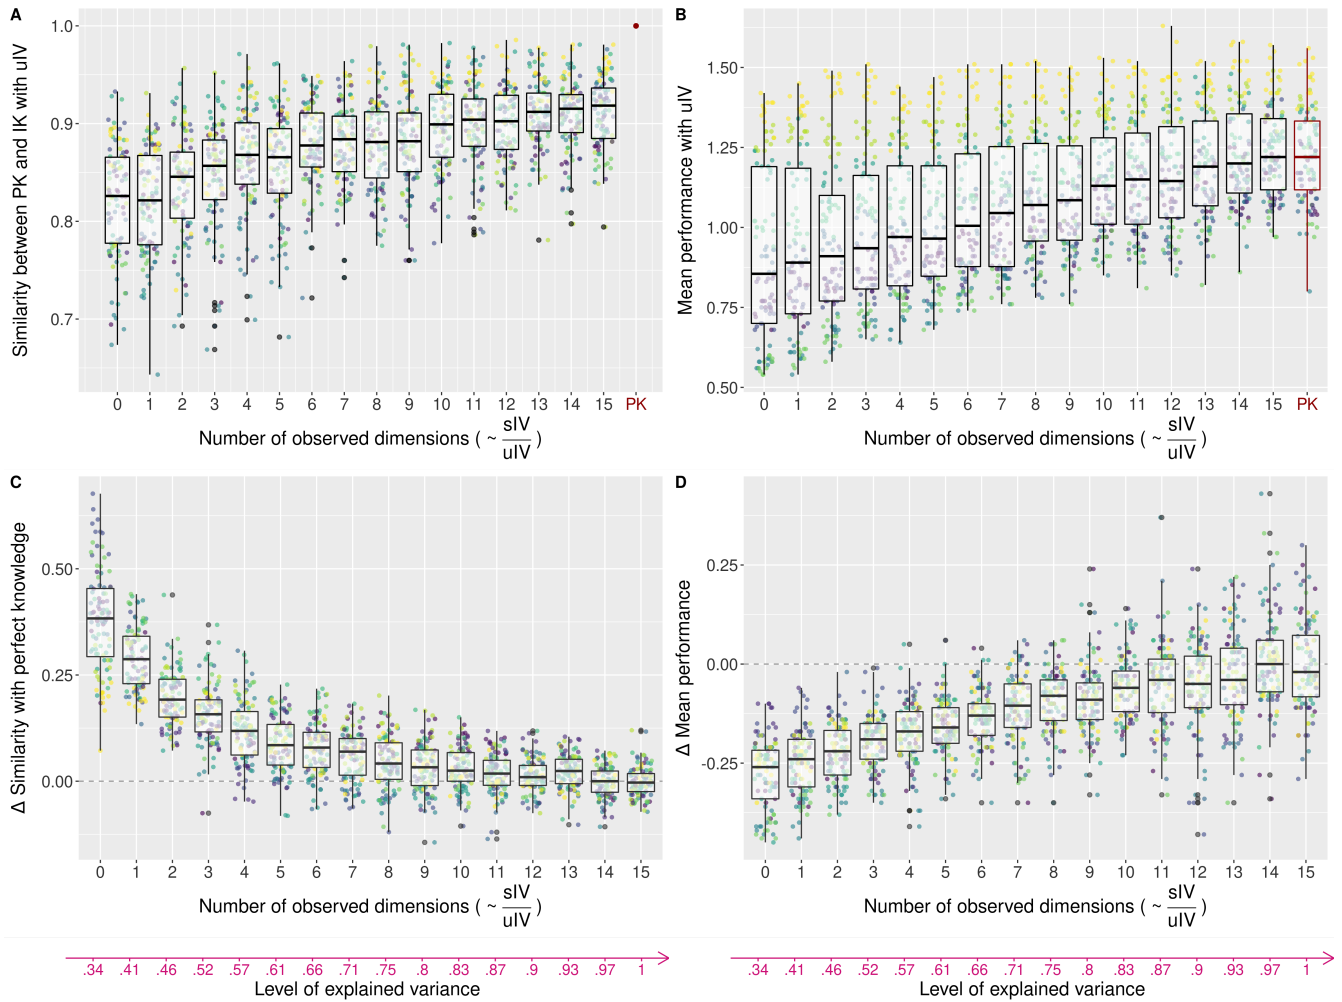 A
Similarity between PK and IK with uIV
1.0
0.9
0.8
0.7
0 1 2 3 4 5 6 7 8 9 10 11 12 13 14 15 PK
Number of observed dimensions ( ~ sIV / uIV )
B
Mean performance with uIV
1.50
1.25
1.00
0.75
0.50
0 1 2 3 4 5 6 7 8 9 10 11 12 13 14 15 PK
Number of observed dimensions ( ~ sIV / uIV )
C
Δ Similarity with perfect knowledge
0.50
0.25
0.00
0 1 2 3 4 5 6 7 8 9 10 11 12 13 14 15
Number of observed dimensions ( ~ sIV / uIV )
D
Δ Mean performance
0.25
0.00
-0.25
0 1 2 3 4 5 6 7 8 9 10 11 12 13 14 15
Number of observed dimensions ( ~ sIV / uIV )
.34 .41 .46 .52 .57 .61 .66 .71 .75 .8 .83 .87 .9 .93 .97 1
Level of explained variance
.34 .41 .46 .52 .57 .61 .66 .71 .75 .8 .83 .87 .9 .93 .97 1
Level of explained variance